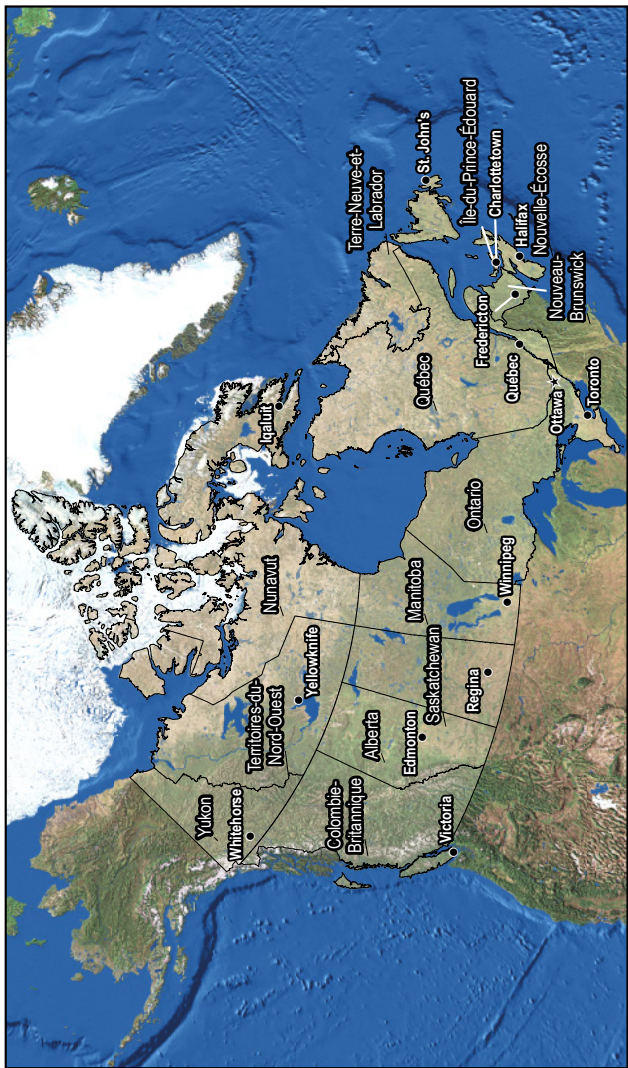 Yukon
Whitehorse
Territoires-du-
Nord-Ouest
Yellowknife
Nunavut
Iqaluit
Colombie-
Britannique
Victoria
Alberta
Edmonton
Saskatchewan
Regina
Manitoba
Winnipeg
Ontario
Toronto
Ottawa
Québec
Québec
Terre-Neuve-et-
Labrador
St. John's
Île-du-Prince-Édouard
Charlottetown
Halifax
Nouvelle-Écosse
Fredericton
Nouveau-
Brunswick